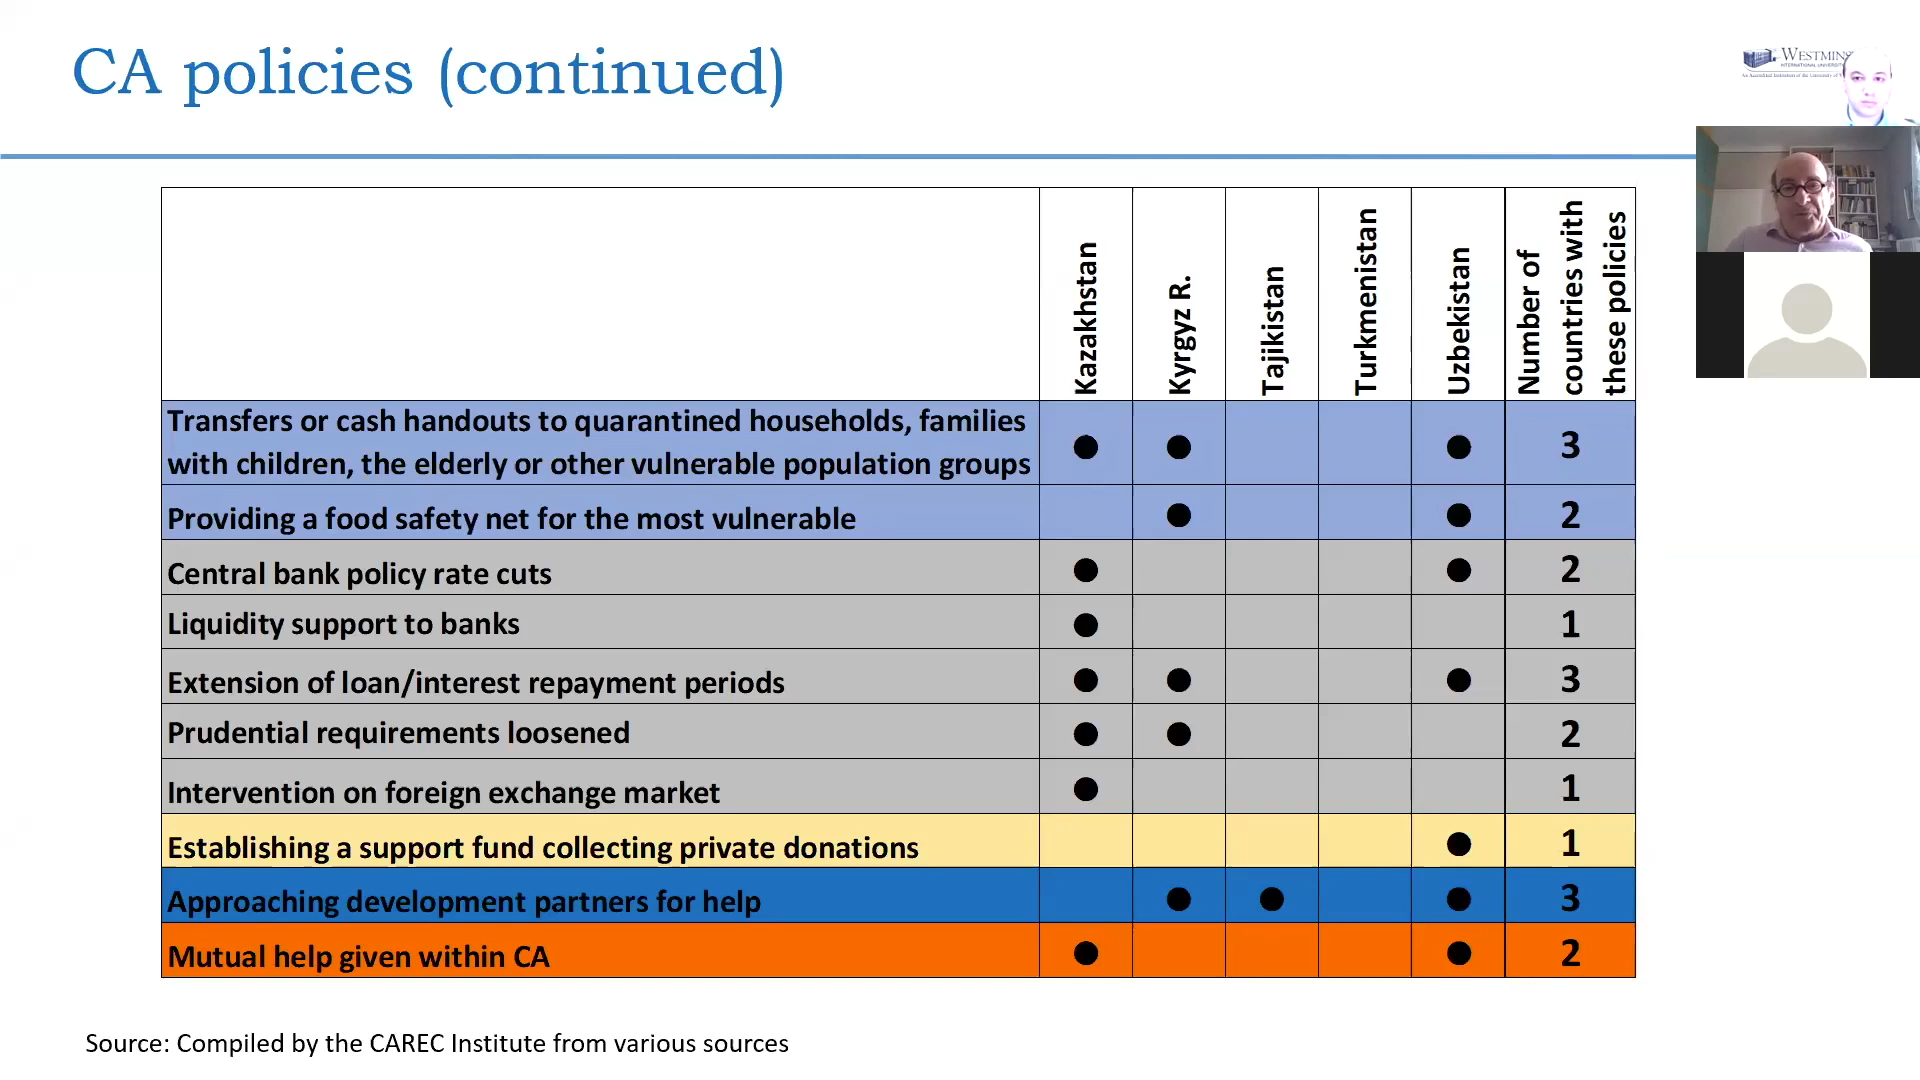 CA policies (continued)
WESTMINS
INTERNATIONAL UNIVERSITY
Kazakhstan
Kyrgyz R.
Tajikistan
Turkmenistan
Uzbekistan
Number of
countries with
these policies
Transfers or cash handouts to quarantined households, families
with children, the elderly or other vulnerable population groups ● ● ● 3
Providing a food safety net for the most vulnerable ● ● 2
Central bank policy rate cuts ● ● 2
Liquidity support to banks ● 1
Extension of loan/interest repayment periods ● ● ● 3
Prudential requirements loosened ● ● 2
Intervention on foreign exchange market ● 1
Establishing a support fund collecting private donations ● 1
Approaching development partners for help ● ● ● 3
Mutual help given within CA ● ● 2
Source: Compiled by the CAREC Institute from various sources